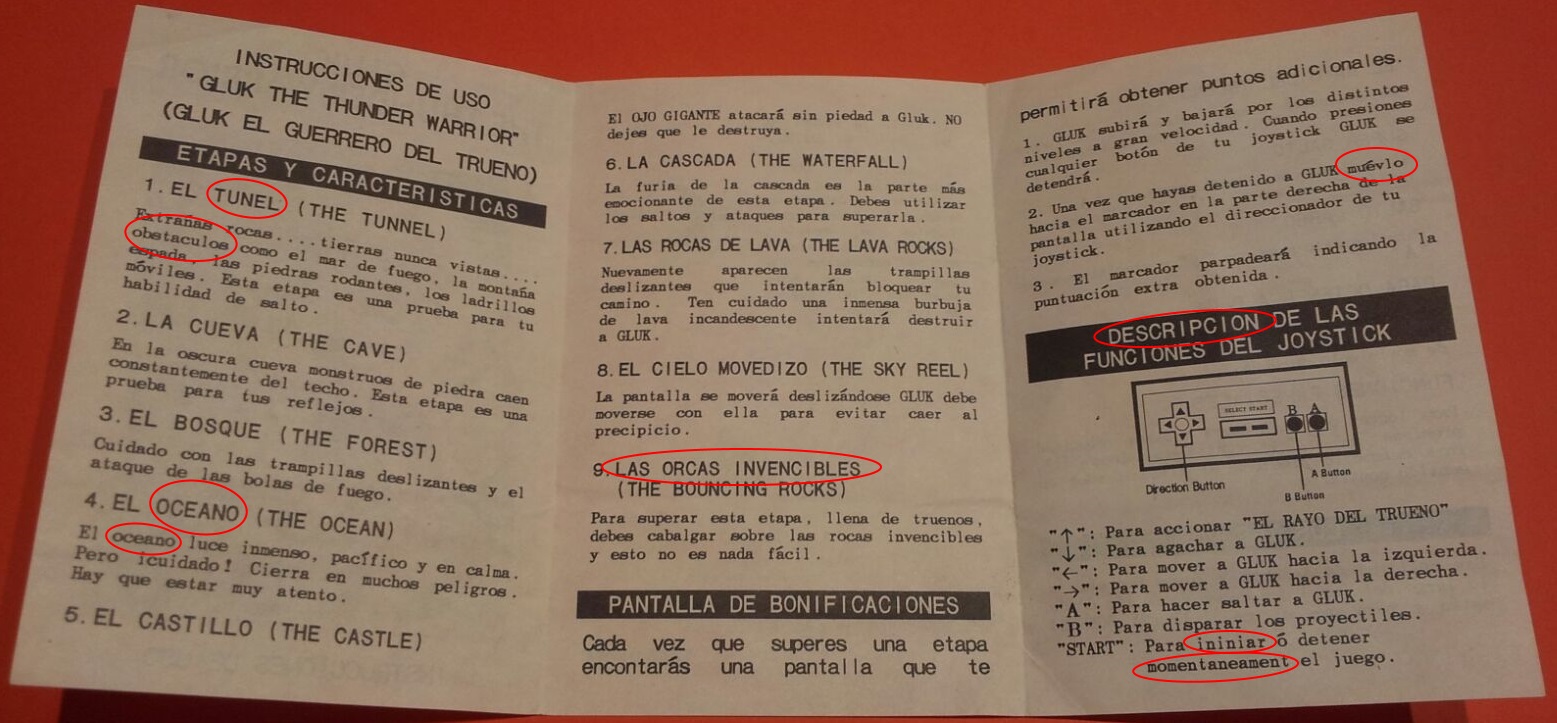 INSTRUCCIONES DE USO
"GLUK THE THUNDER WARRIOR"
(GLUK EL GUERRERO DEL TRUENO)
ETAPAS Y CARACTERISTICAS
1. EL TUNEL (THE TUNNEL)
Extrañas rocas....tierras nunca vistas...
obstaculos como el mar de fuego, la montaña
espada, las piedras rodantes, los ladrillos
móviles. Esta etapa es una prueba para tu
habilidad de salto.
2. LA CUEVA (THE CAVE)
En la oscura cueva monstruos de piedra caen
constantemente del techo. Esta etapa es una
prueba para tus reflejos.
3. EL BOSQUE (THE FOREST)
Cuidado con las trampillas deslizantes y el
ataque de las bolas de fuego.
4. EL OCEANO (THE OCEAN)
El oceano luce inmenso, pacífico y en calma.
Pero ¡cuidado! Cierra en muchos peligros.
Hay que estar muy atento.
5. EL CASTILLO (THE CASTLE)
El OJO GIGANTE atacará sin piedad a Gluk. NO
dejes que le destruya.
6. LA CASCADA (THE WATERFALL)
La furia de la cascada es la parte más
emocionante de esta etapa. Debes utilizar
los saltos y ataques para superarla.
7. LAS ROCAS DE LAVA (THE LAVA ROCKS)
Nuevamente aparecen las trampillas
deslizantes que intentarán bloquear tu
camino. Ten cuidado una inmensa burbuja
de lava incandescente intentará destruir
a GLUK.
8. EL CIELO MOVEDIZO (THE SKY REEL)
La pantalla se moverá deslizándose GLUK debe
moverse con ella para evitar caer al
precipicio.
9. LAS ORCAS INVENCIBLES
(THE BOUNCING ROCKS)
Para superar esta etapa, llena de truenos,
debes cabalgar sobre las rocas invencibles
y esto no es nada fácil.
PANTALLA DE BONIFICACIONES
Cada vez que superes una etapa
encontarás una pantalla que te
permitirá obtener puntos adicionales.
1. GLUK subirá y bajará por los distintos
niveles a gran velocidad. Cuando presiones
cualquier botón de tu joystick GLUK se
detendrá.
2. Una vez que hayas detenido a GLUK muévlo
hacia el marcador en la parte derecha de la
pantalla utilizando el direccionador de tu
joystick.
3. El marcador parpadeará indicando la
puntuación extra obtenida.
DESCRIPCION DE LAS
FUNCIONES DEL JOYSTICK
SELECT START
B A
A Button
Direction Button
B Button
"↑": Para accionar "EL RAYO DEL TRUENO"
"↓": Para agachar a GLUK.
"←": Para mover a GLUK hacia la izquierda.
"→": Para mover a GLUK hacia la derecha.
"A": Para hacer saltar a GLUK.
"B": Para disparar los proyectiles.
"START": Para ininiar ó detener
momentaneament el juego.